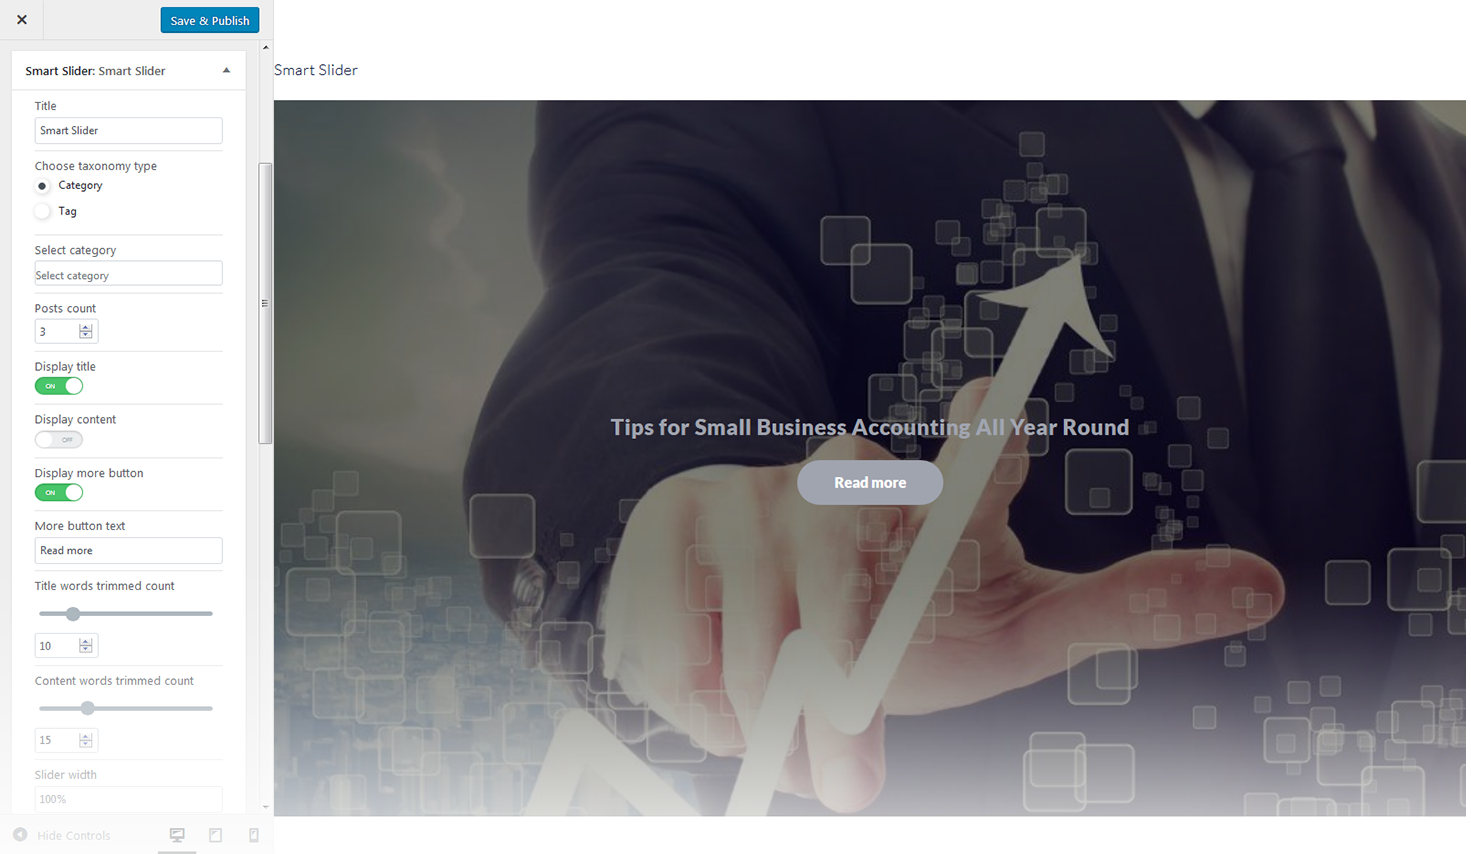 Save & Publish
Smart Slider: Smart Slider
Title
Smart Slider
Choose taxonomy type
Category
Tag
Select category
Select category
Posts count
3
Display title
ON
Display content
OFF
Display more button
ON
More button text
Read more
Title words trimmed count
10
Content words trimmed count
15
Slider width
100%
Hide Controls
Smart Slider
Tips for Small Business Accounting All Year Round
Read more